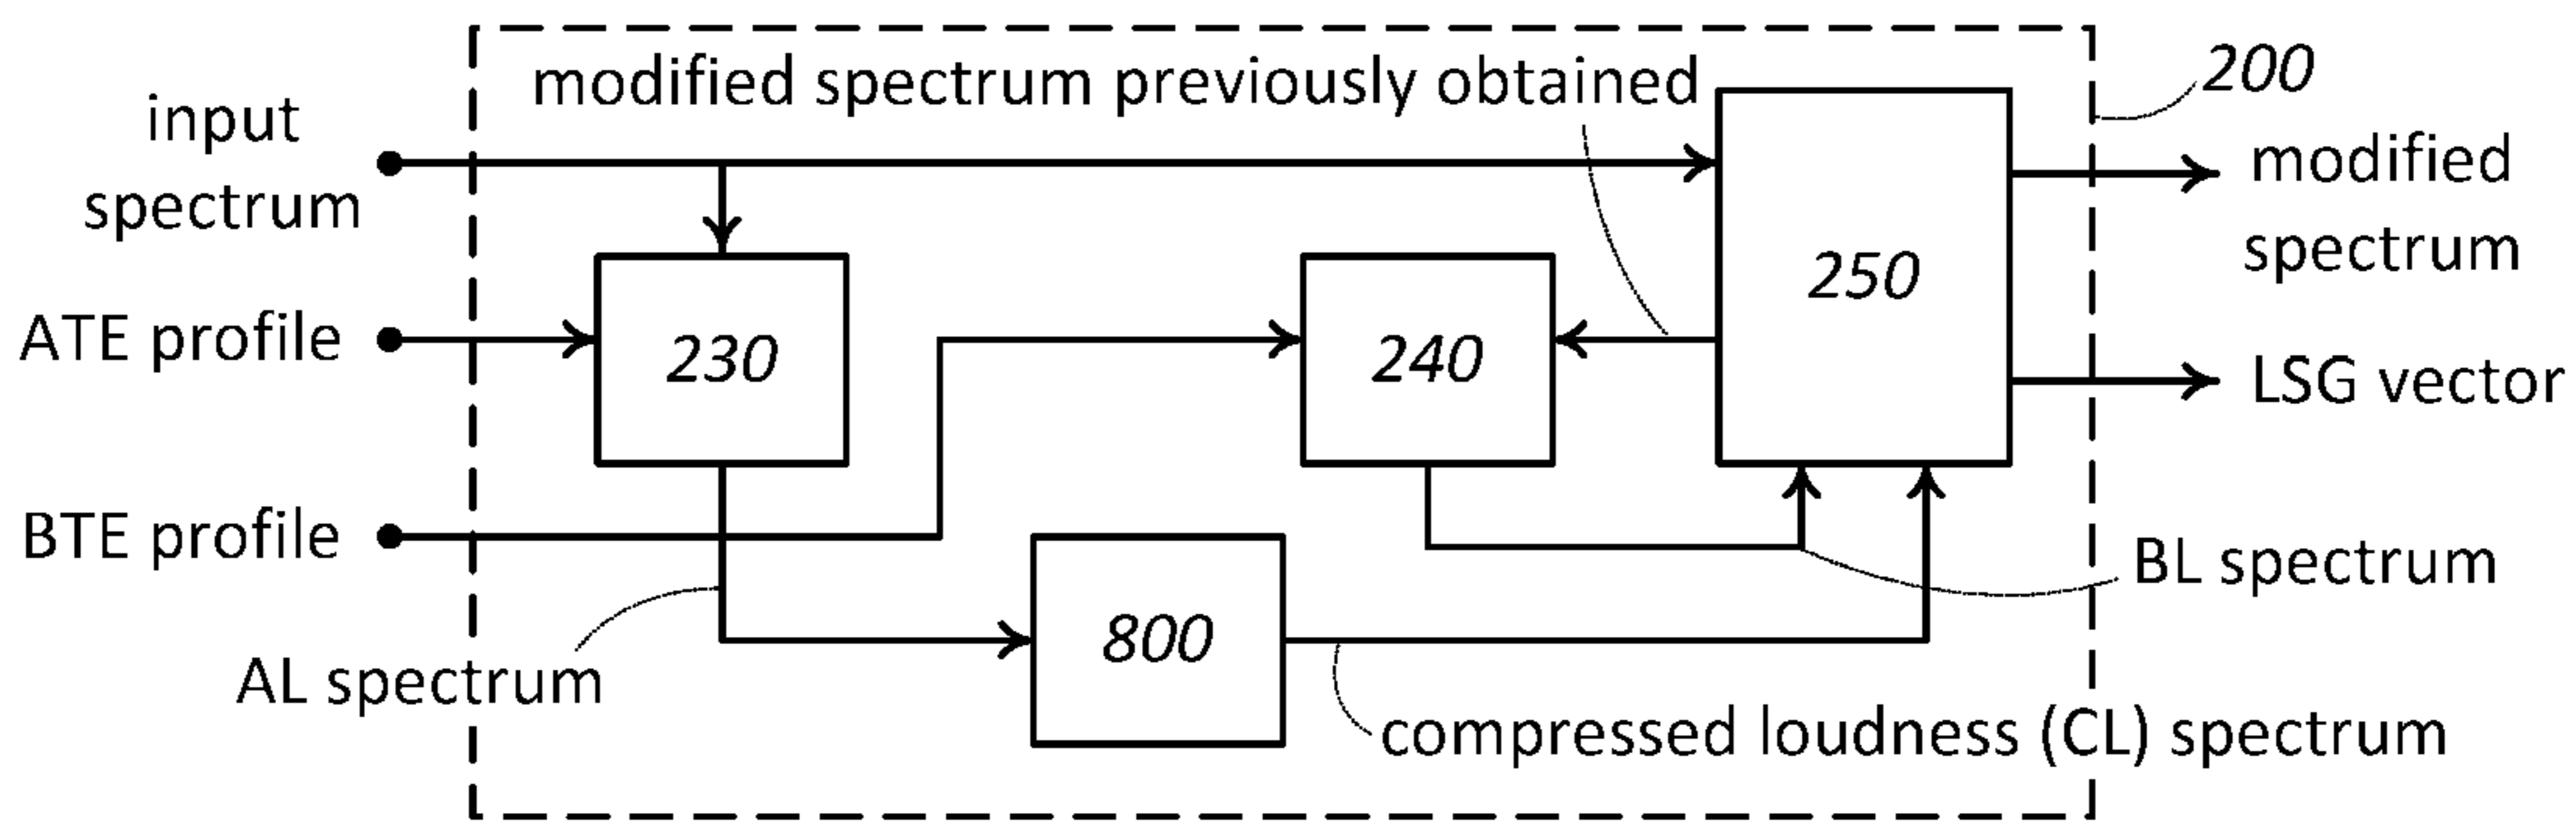 modified spectrum previously obtained
200
input
spectrum
modified
spectrum
250
ATE profile
230
240
LSG vector
BTE profile
BL spectrum
800
AL spectrum
compressed loudness (CL) spectrum